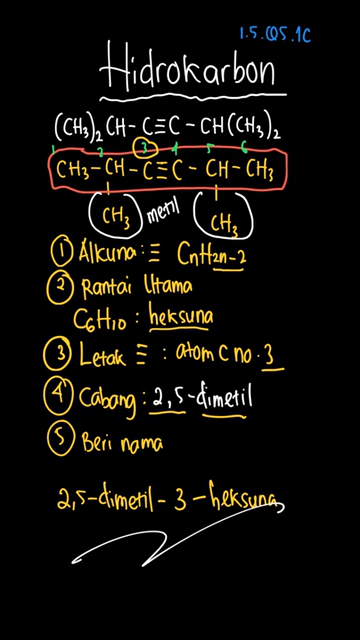 1.5.Q5.1C
Hidrokarbon
(CH₃)₂ CH – C ≡ C – CH(CH₃)₂
1 2 3 4 5 6
CH₃ – CH – C ≡ C – CH – CH₃
CH₃ metil CH₃
① Alkuna : ≡ CnH2n-2
② Rantai Utama
C₆H₁₀ : heksuna
③ Letak ≡ : atom C no. 3
④ Cabang : 2,5-dimetil
⑤ Beri nama
2,5-dimetil - 3 - heksuna